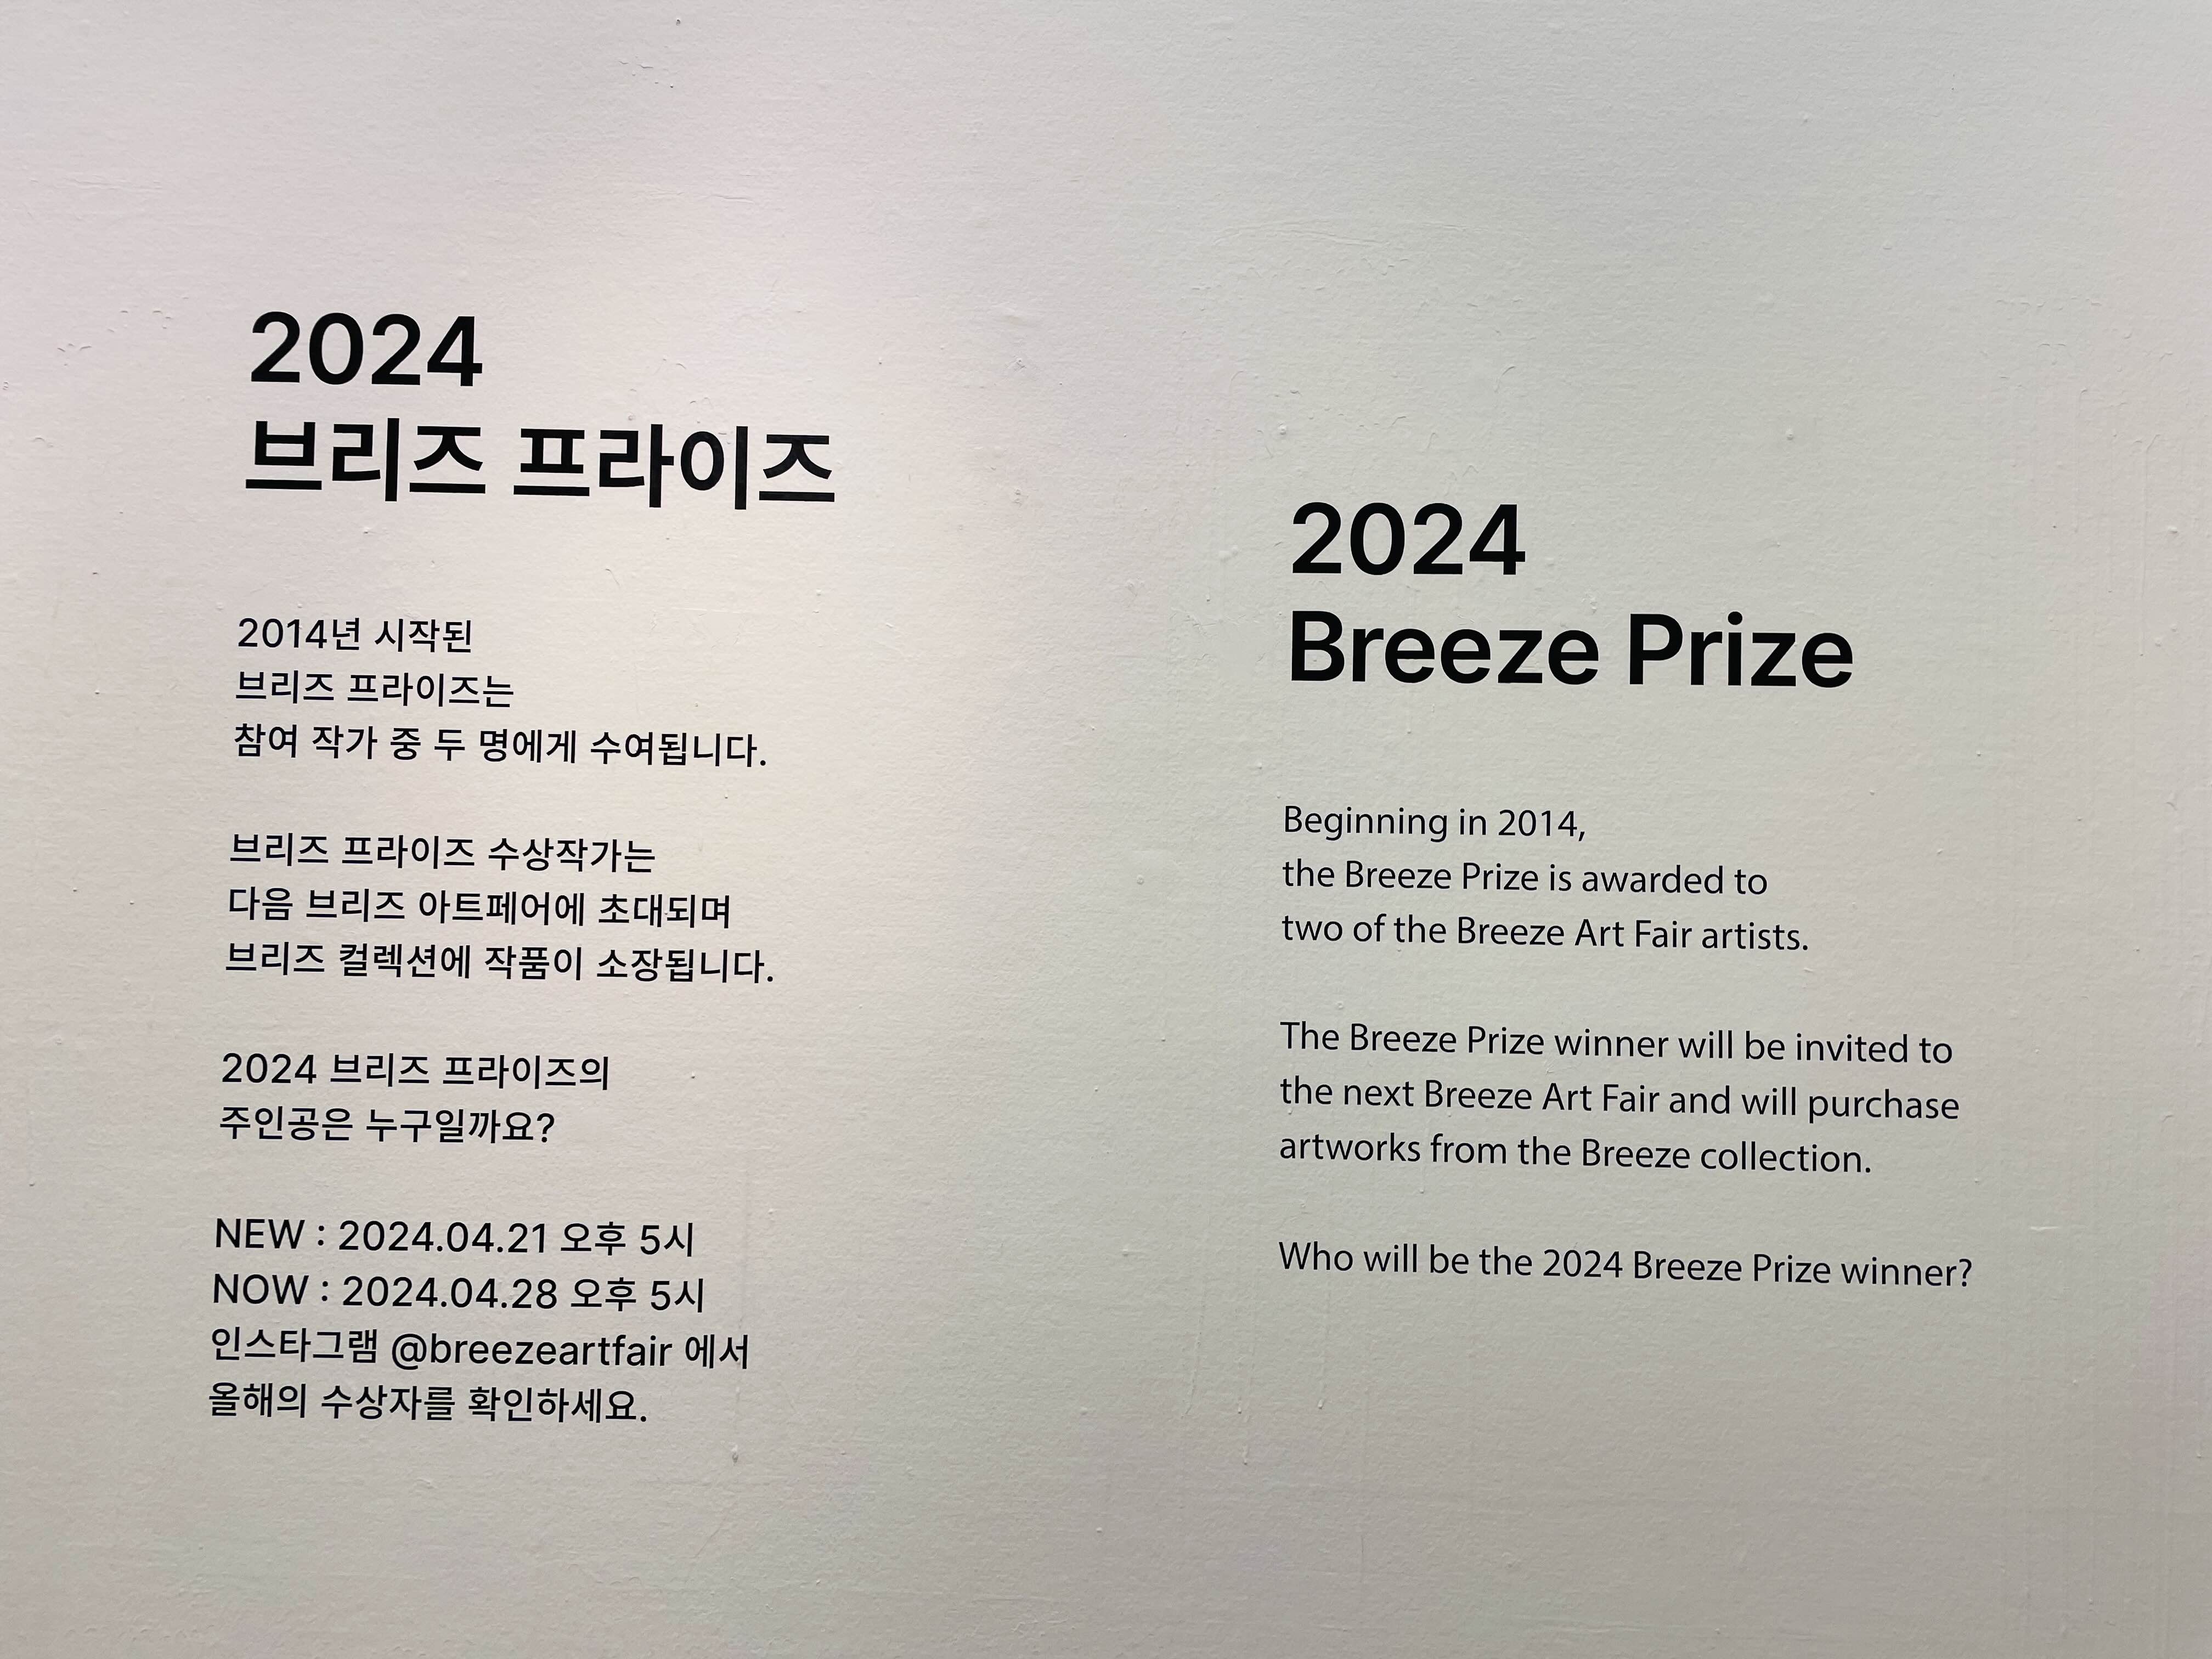 2024
브리즈 프라이즈
2014년 시작된
브리즈 프라이즈는
참여 작가 중 두 명에게 수여됩니다.
브리즈 프라이즈 수상작가는
다음 브리즈 아트페어에 초대되며
브리즈 컬렉션에 작품이 소장됩니다.
2024 브리즈 프라이즈의
주인공은 누구일까요?
NEW : 2024.04.21 오후 5시
NOW : 2024.04.28 오후 5시
인스타그램 @breezeartfair 에서
올해의 수상자를 확인하세요.
2024
Breeze Prize
Beginning in 2014,
the Breeze Prize is awarded to
two of the Breeze Art Fair artists.
The Breeze Prize winner will be invited to
the next Breeze Art Fair and will purchase
artworks from the Breeze collection.
Who will be the 2024 Breeze Prize winner?